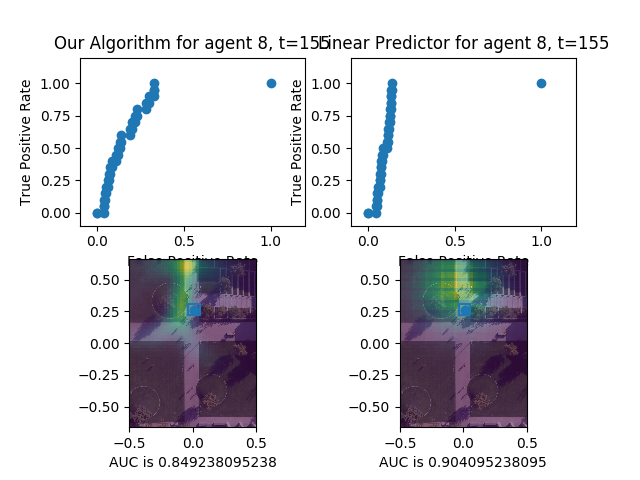 Our Algorithm for agent 8, t=155
Linear Predictor for agent 8, t=155
True Positive Rate
1.00
0.75
0.50
0.25
0.00
0.0 0.5 1.0
False Positive Rate
True Positive Rate
1.00
0.75
0.50
0.25
0.00
0.0 0.5 1.0
False Positive Rate
0.50
0.25
0.00
−0.25
−0.50
−0.5 0.0 0.5
AUC is 0.849238095238
0.50
0.25
0.00
−0.25
−0.50
−0.5 0.0 0.5
AUC is 0.904095238095